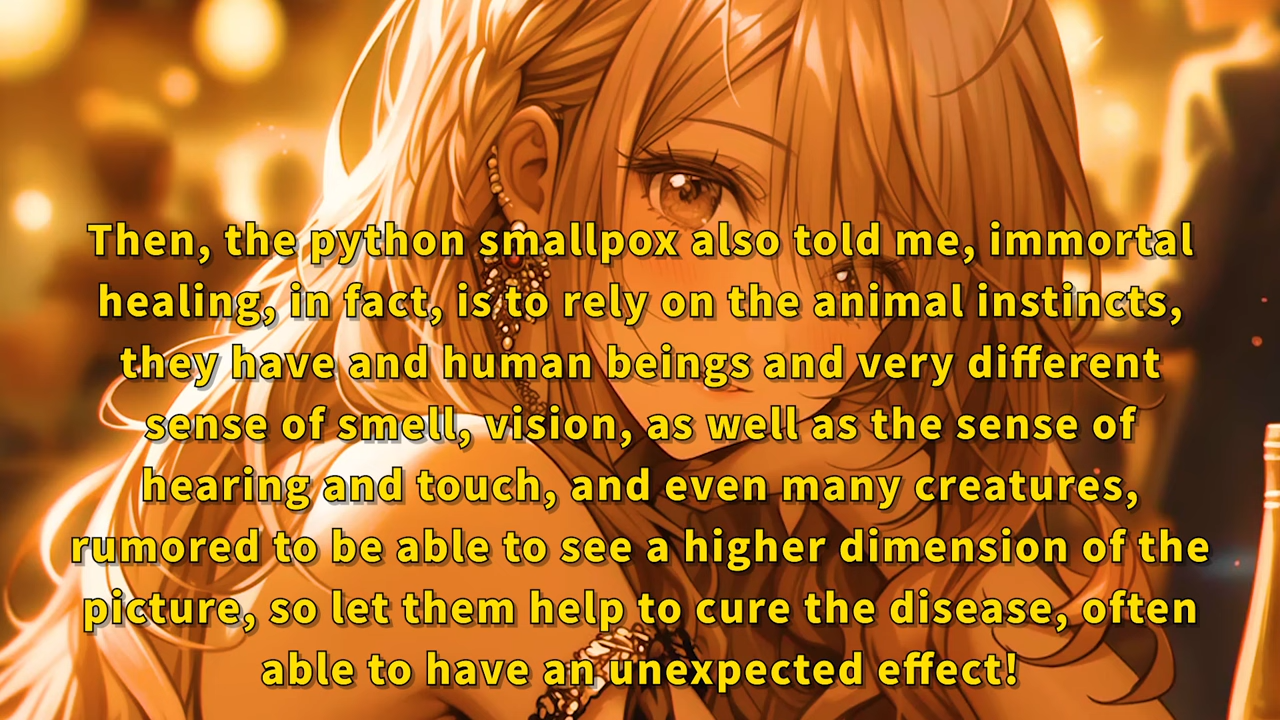 Then, the python smallpox also told me, immortal
healing, in fact, is to rely on the animal instincts,
they have and human beings and very different
sense of smell, vision, as well as the sense of
hearing and touch, and even many creatures,
rumored to be able to see a higher dimension of the
picture, so let them help to cure the disease, often
able to have an unexpected effect!